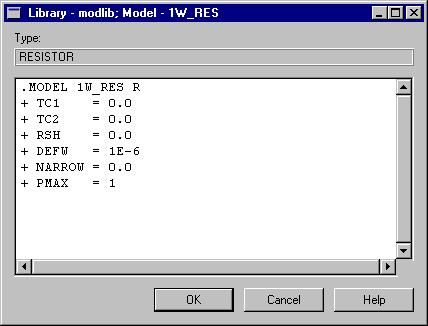 Library - modlib; Model - 1W_RES
Type:
RESISTOR
.MODEL 1W_RES R
+ TC1    = 0.0
+ TC2    = 0.0
+ RSH    = 0.0
+ DEFW   = 1E-6
+ NARROW = 0.0
+ PMAX   = 1
OK Cancel Help